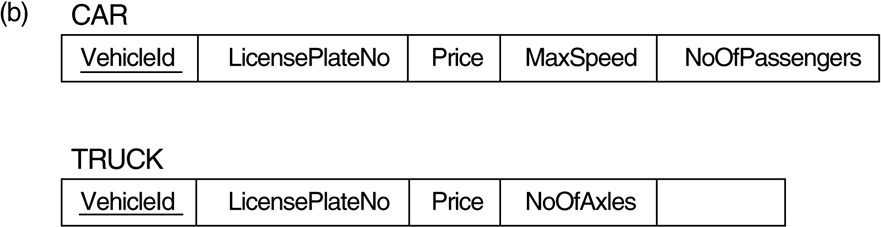 (b) CAR
VehicleId LicensePlateNo Price MaxSpeed NoOfPassengers
TRUCK
VehicleId LicensePlateNo Price NoOfAxles